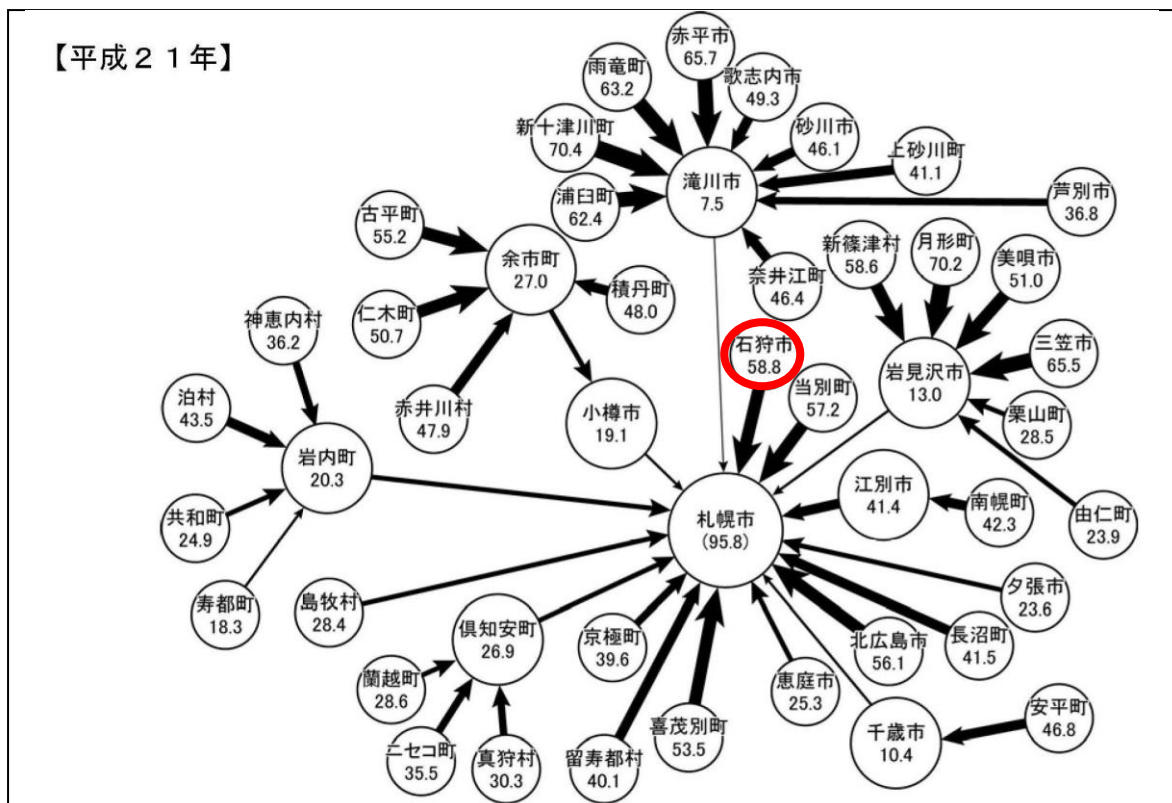 【平成２１年】
赤平市
65.7
雨竜町
63.2
歌志内市
49.3
新十津川町
70.4
砂川市
46.1
上砂川町
41.1
滝川市
7.5
浦臼町
62.4
芦別市
36.8
古平町
55.2
余市町
27.0
奈井江町
46.4
新篠津村
58.6
月形町
70.2
美唄市
51.0
積丹町
48.0
仁木町
50.7
神恵内村
36.2
石狩市
58.8
三笠市
65.5
岩見沢市
13.0
当別町
57.2
泊村
43.5
赤井川村
47.9
小樽市
19.1
栗山町
28.5
岩内町
20.3
江別市
41.4
南幌町
42.3
由仁町
23.9
共和町
24.9
札幌市
(95.8)
寿都町
18.3
島牧村
28.4
夕張市
23.6
倶知安町
26.9
京極町
39.6
北広島市
56.1
長沼町
41.5
蘭越町
28.6
恵庭市
25.3
喜茂別町
53.5
千歳市
10.4
安平町
46.8
ニセコ町
35.5
真狩村
30.3
留寿都村
40.1